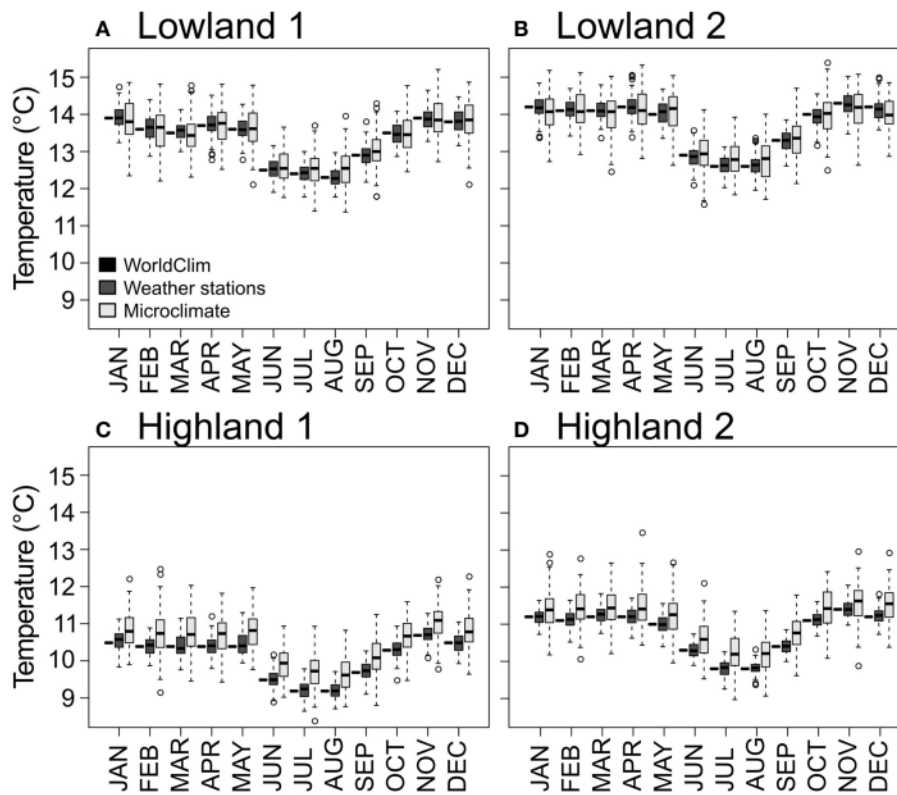 A Lowland 1
B Lowland 2
Temperature (°C)
15
14
13
12
11
10
9
WorldClim
Weather stations
Microclimate
JAN
FEB
MAR
APR
MAY
JUN
JUL
AUG
SEP
OCT
NOV
DEC
JAN
FEB
MAR
APR
MAY
JUN
JUL
AUG
SEP
OCT
NOV
DEC
C Highland 1
D Highland 2
Temperature (°C)
15
14
13
12
11
10
9
JAN
FEB
MAR
APR
MAY
JUN
JUL
AUG
SEP
OCT
NOV
DEC
JAN
FEB
MAR
APR
MAY
JUN
JUL
AUG
SEP
OCT
NOV
DEC